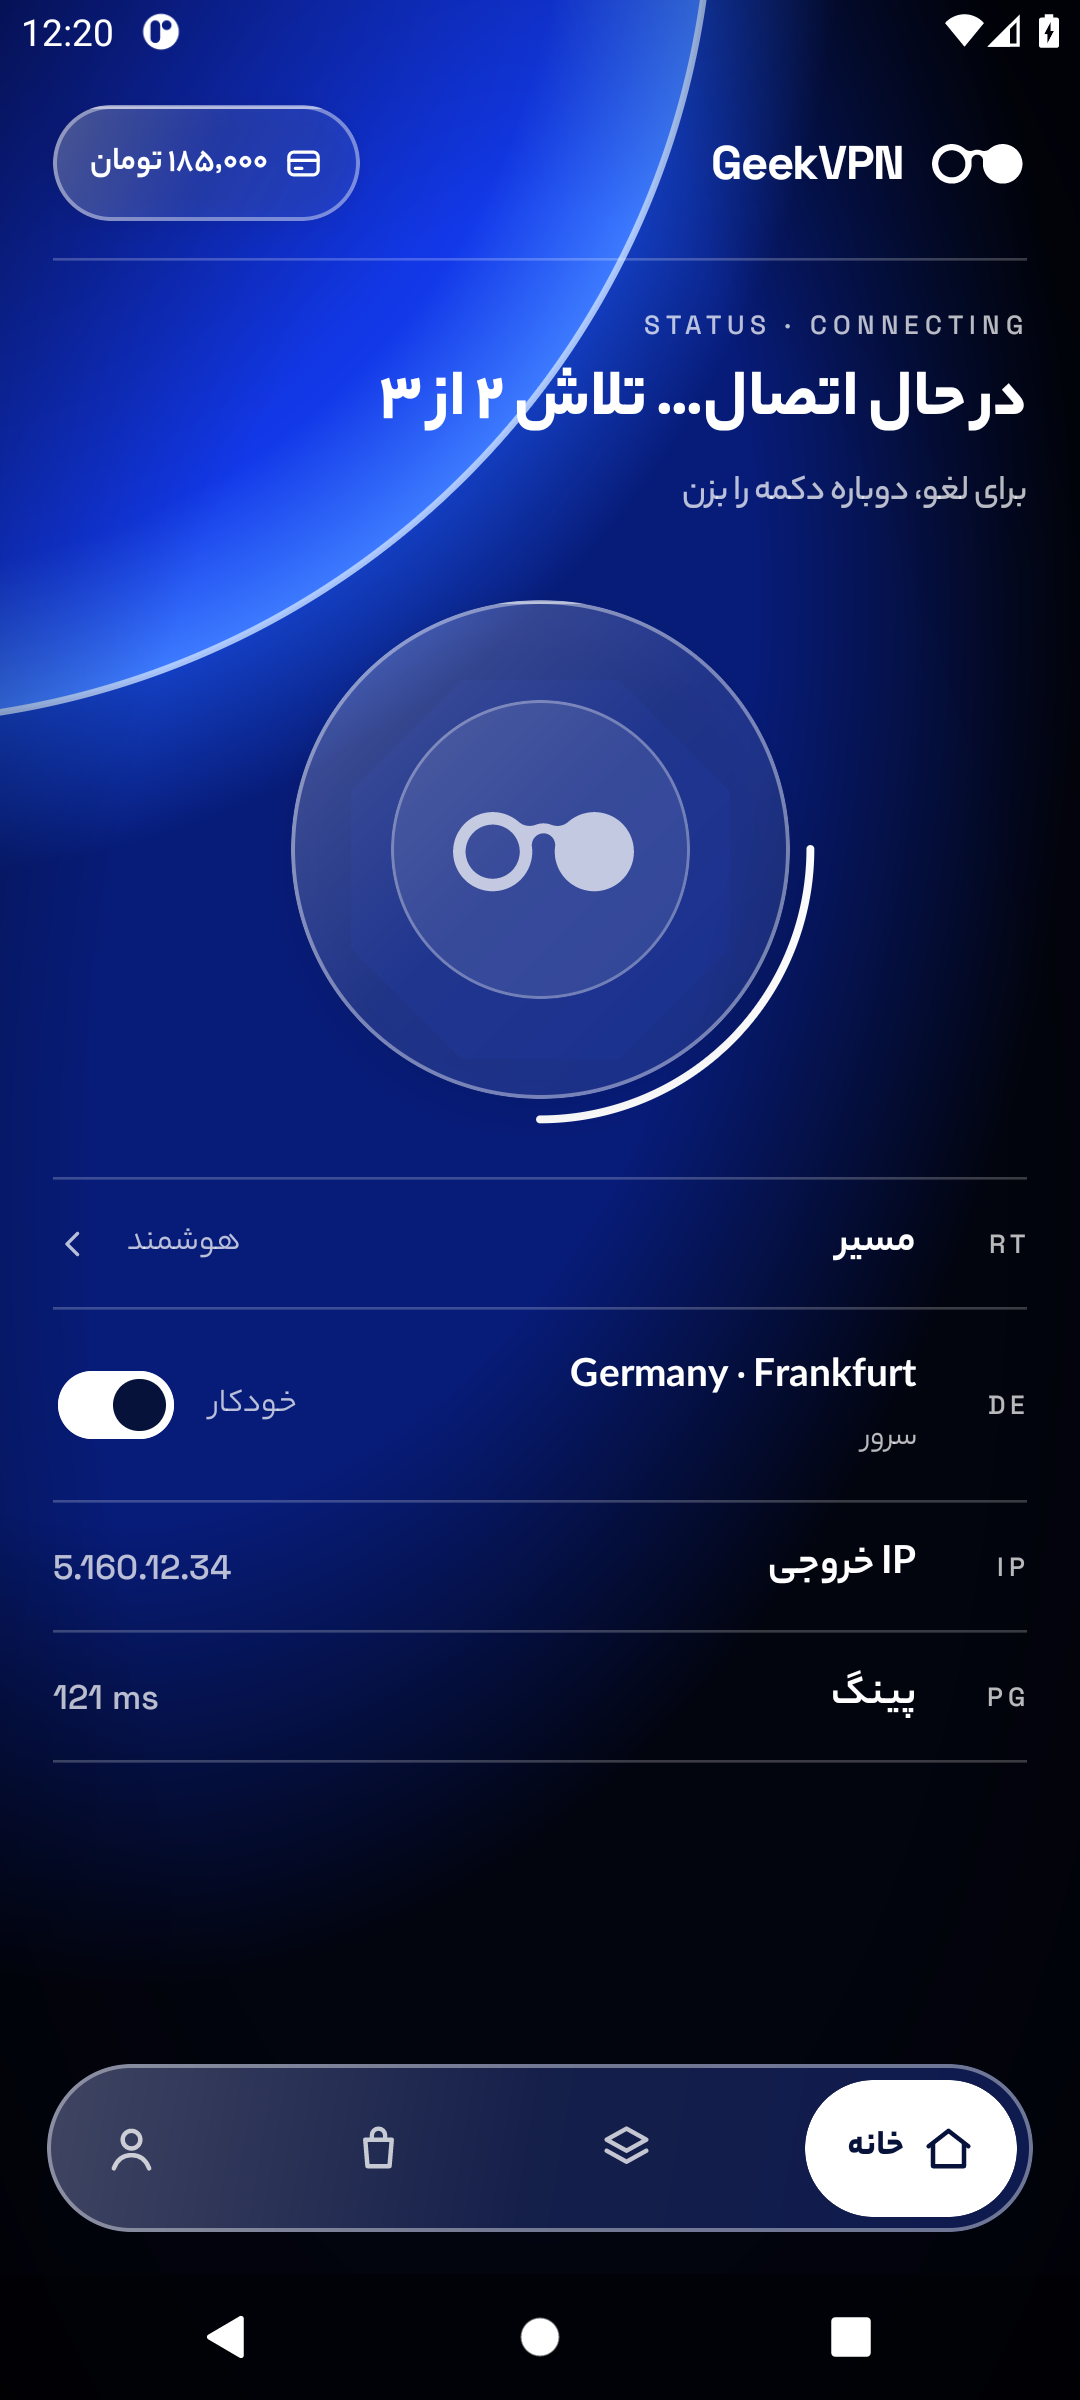 12:20
GeekVPN
۱۸۵,۰۰۰ تومان
STATUS · CONNECTING
در حال اتصال... تلاش ۲ از ۳
برای لغو، دوباره دکمه را بزن
RT مسیر هوشمند
DE Germany · Frankfurt خودکار
سرور
IP IP خروجی 5.160.12.34
PG پینگ 121 ms
خانه